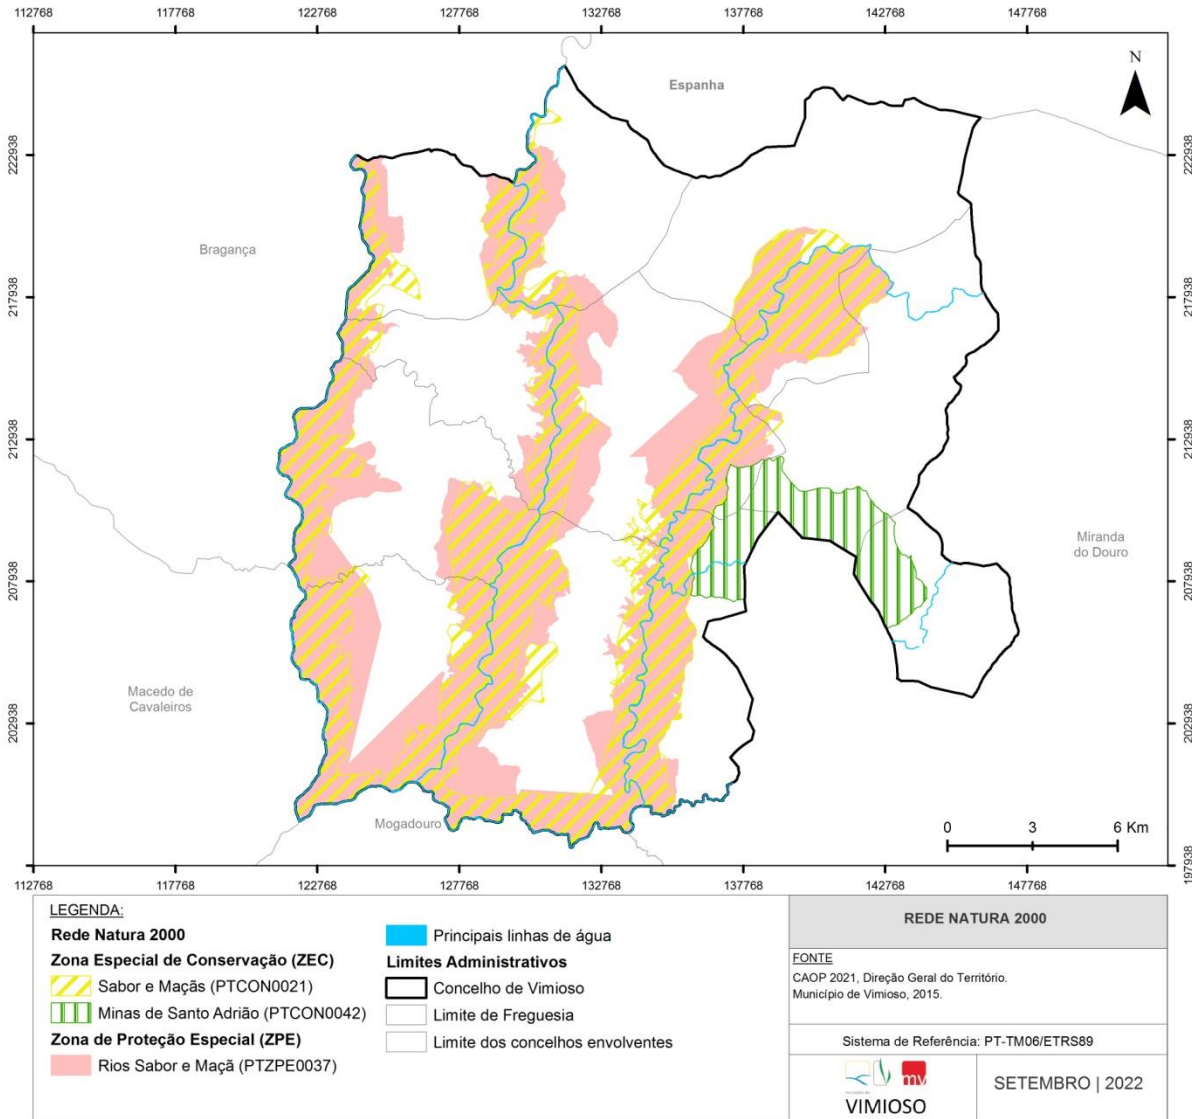 112768 117768 122768 127768 132768 137768 142768 147768
222938 222938
217938 217938
212938 212938
207938 207938
202938 202938
197938
Espanha
N
Bragança
Miranda
do Douro
Macedo de
Cavaleiros
Mogadouro
0 3 6 Km
112768 117768 122768 127768 132768 137768 142768 147768
LEGENDA:
Rede Natura 2000
Zona Especial de Conservação (ZEC)
Sabor e Maçãs (PTCON0021)
Minas de Santo Adrião (PTCON0042)
Zona de Proteção Especial (ZPE)
Rios Sabor e Maçã (PTZPE0037)
Principais linhas de água
Limites Administrativos
Concelho de Vimioso
Limite de Freguesia
Limite dos concelhos envolventes
REDE NATURA 2000
FONTE
CAOP 2021, Direção Geral do Território.
Município de Vimioso, 2015.
Sistema de Referência: PT-TM06/ETRS89
mv
VIMIOSO
SETEMBRO | 2022